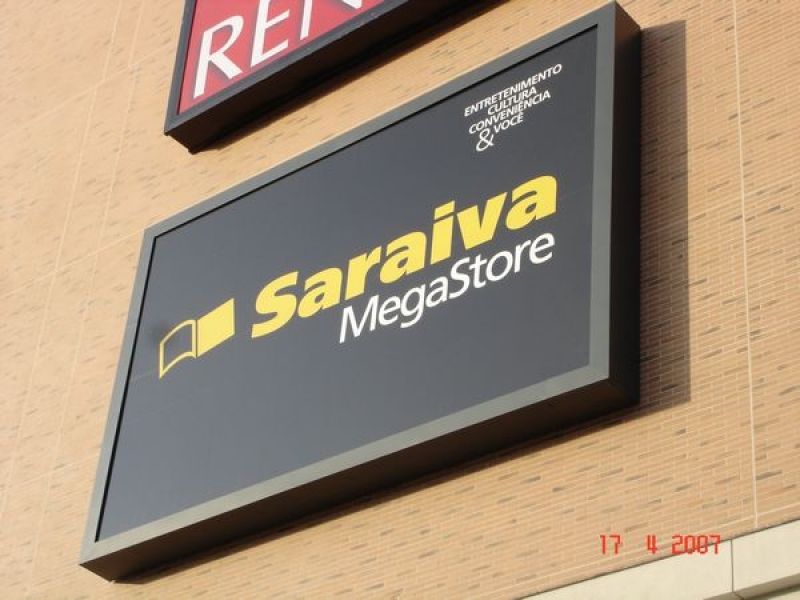 REN
ENTRETENIMENTO
CULTURA
CONVENIÊNCIA
& VOCÊ
Saraiva
MegaStore
17 4 2007